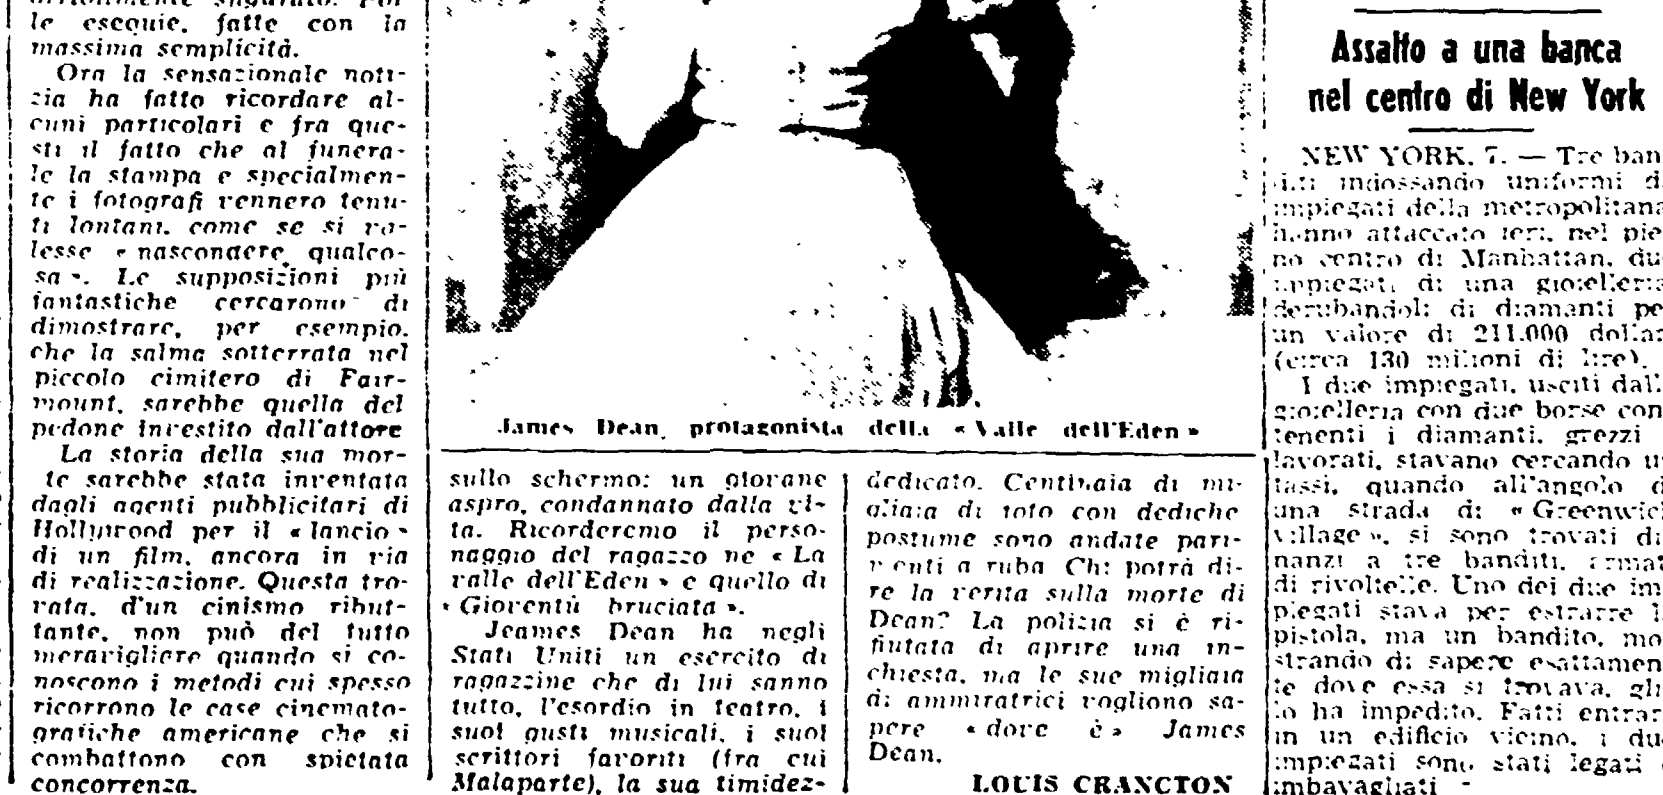 le esequie, fatte con la
massima semplicità.
Ora la sensazionale noti-
zia ha fatto ricordare al-
cuni particolari e fra que-
sti il fatto che al funera-
le la stampa e specialmen-
te i fotografi vennero tenu-
ti lontani, come se si vo-
lesse « nascondere qualco-
sa ». Le supposizioni più
fantastiche cercarono di
dimostrare, per esempio,
che la salma sotterrata nel
piccolo cimitero di Fair-
mount, sarebbe quella del
pedone investito dall'attore
La storia della sua mor-
te sarebbe stata inventata
dagli agenti pubblicitari di
Hollywood per il « lancio »
di un film, ancora in via
di realizzazione. Questa tro-
vata, d'un cinismo ribut-
tante, non può del tutto
meravigliare quando si co-
noscono i metodi cui spesso
ricorrono le case cinemato-
grafiche americane che si
combattono con spietata
concorrenza.
James Dean, protagonista della « Valle dell'Eden »
sullo schermo: un giovane
aspro, condannato dalla vi-
ta. Ricorderemo il perso-
naggio del ragazzo ne « La
valle dell'Eden » e quello di
« Gioventù bruciata ».
Jeames Dean ha negli
Stati Uniti un esercito di
ragazzine che di lui sanno
tutto, l'esordio in teatro, i
suoi gusti musicali, i suoi
scrittori favoriti (fra cui
Malaparte), la sua timidez-
dedicato. Centinaia di mi-
gliaia di foto con dediche
postume sono andate pari-
menti a ruba Chi potrà di-
re la verità sulla morte di
Dean? La polizia si è ri-
fiutata di aprire una in-
chiesta, ma le sue migliaia
di ammiratrici vogliono sa-
pere « dove è » James
Dean.
LOUIS CRANCTON
Assalto a una banca
nel centro di New York
NEW YORK, 7. — Tre ban
diti indossando uniformi d
impiegati della metropolitana
hanno attaccato ieri, nel pie
no centro di Manhattan, du
impiegati di una gioielleria
derubandoli di diamanti pe
un valore di 211.000 dollar
(circa 130 milioni di lire).
I due impiegati, usciti dall
gioielleria con due borse con
tenenti i diamanti, grezzi
lavorati, stavano cercando u
tassì, quando all'angolo d
una strada di « Greenwich
village », si sono trovati di
nanzi a tre banditi, armat
di rivoltelle. Uno dei due im
piegati stava per estrarre l
pistola, ma un bandito, mo
strando di sapere esattamen
te dove essa si trovava, gli
lo ha impedito. Fatti entrar
in un edificio vicino, i du
impiegati sono stati legati
imbavagliati